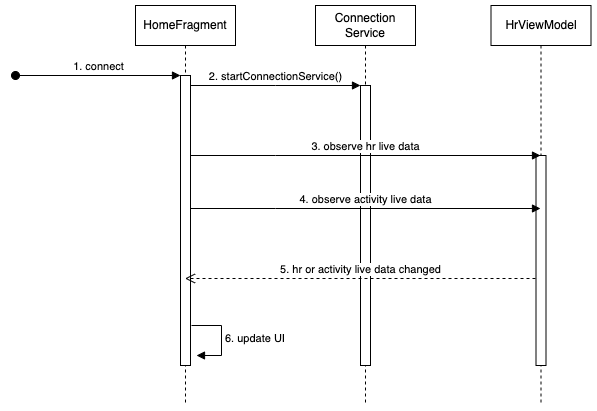 HomeFragment
Connection
Service
HrViewModel
1. connect
2. startConnectionService()
3. observe hr live data
4. observe activity live data
5. hr or activity live data changed
6. update UI